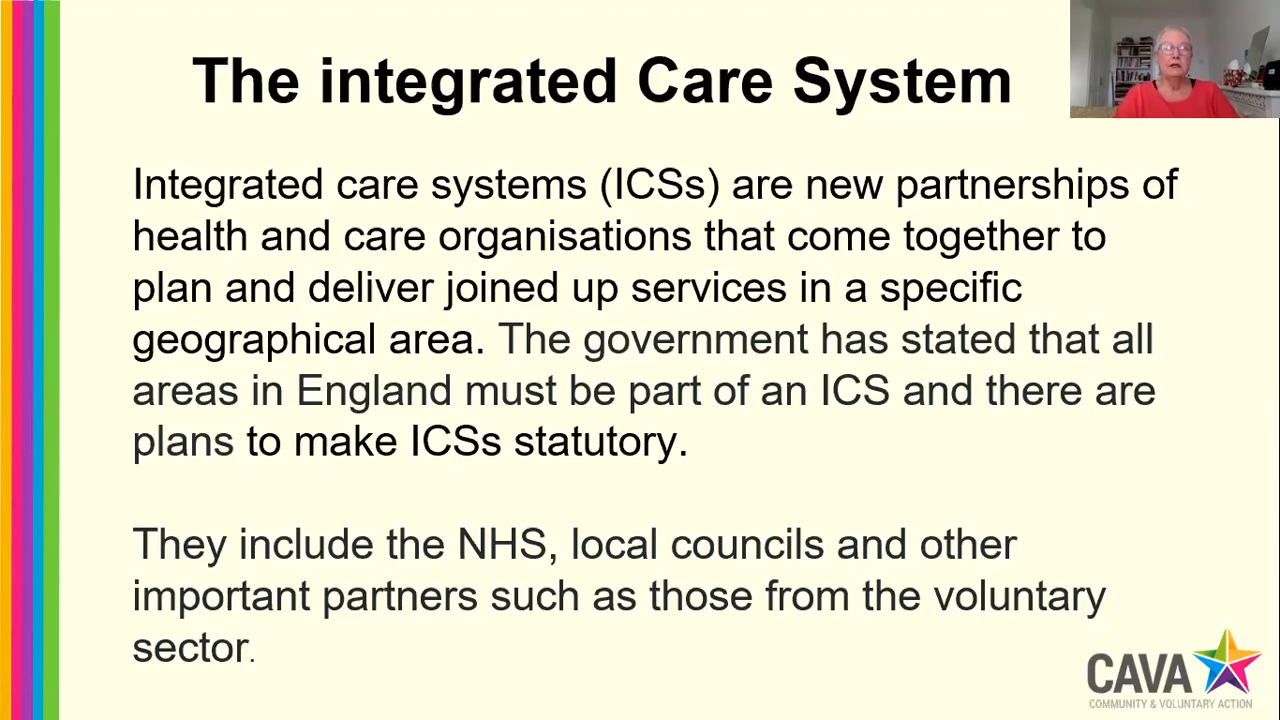 The integrated Care System
Integrated care systems (ICSs) are new partnerships of
health and care organisations that come together to
plan and deliver joined up services in a specific
geographical area. The government has stated that all
areas in England must be part of an ICS and there are
plans to make ICSs statutory.
They include the NHS, local councils and other
important partners such as those from the voluntary
sector.
CAVA
COMMUNITY & VOLUNTARY ACTION